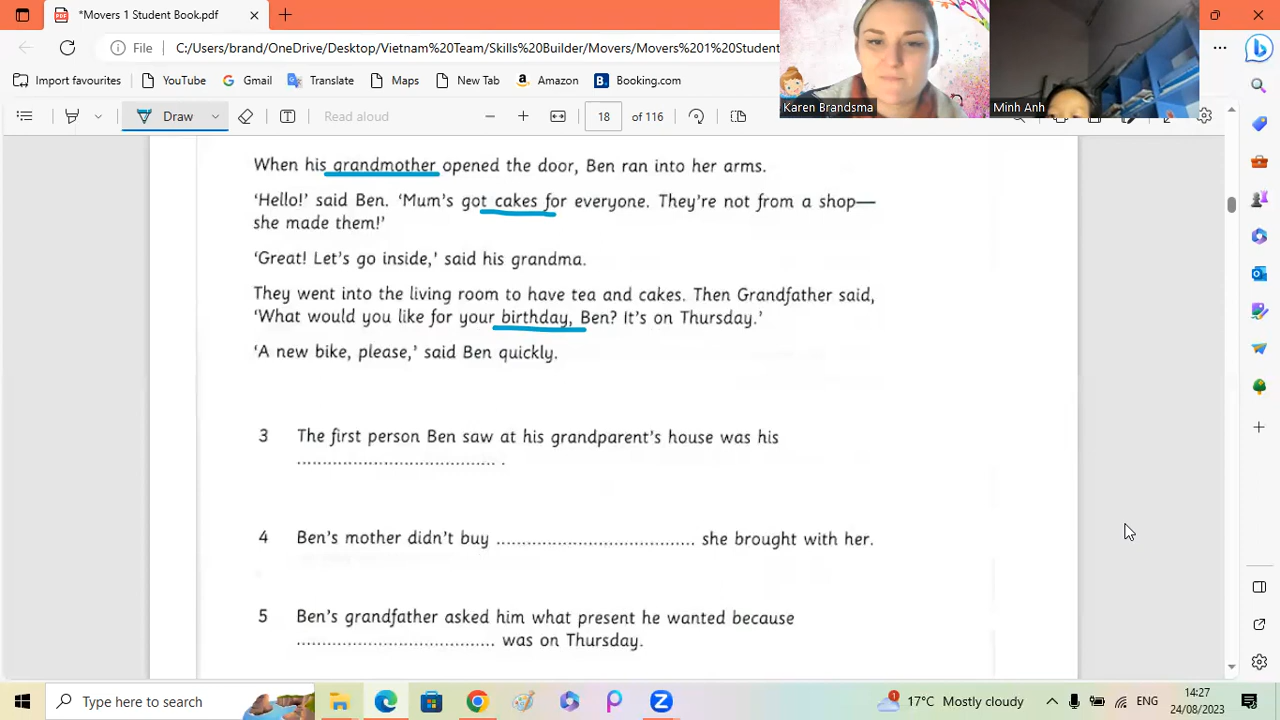 *Movers 1 Student Book.pdf
File C:/Users/brand/OneDrive/Desktop/Vietnam%20Team/Skills%20Builder/Movers/Movers%201%20Student
Import favourites YouTube Gmail Translate Maps New Tab Amazon Booking.com
Karen Brandsma Minh Anh
Draw Read aloud 18 of 116
When his grandmother opened the door, Ben ran into her arms.
‘Hello!’ said Ben. ‘Mum’s got cakes for everyone. They’re not from a shop—
she made them!’
‘Great! Let’s go inside,’ said his grandma.
They went into the living room to have tea and cakes. Then Grandfather said,
‘What would you like for your birthday, Ben? It’s on Thursday.’
‘A new bike, please,’ said Ben quickly.
3 The first person Ben saw at his grandparent’s house was his
.................................... .
4 Ben’s mother didn’t buy .................................... she brought with her.
5 Ben’s grandfather asked him what present he wanted because
.................................... was on Thursday.
Type here to search
1 17°C Mostly cloudy ENG 14:27
24/08/2023